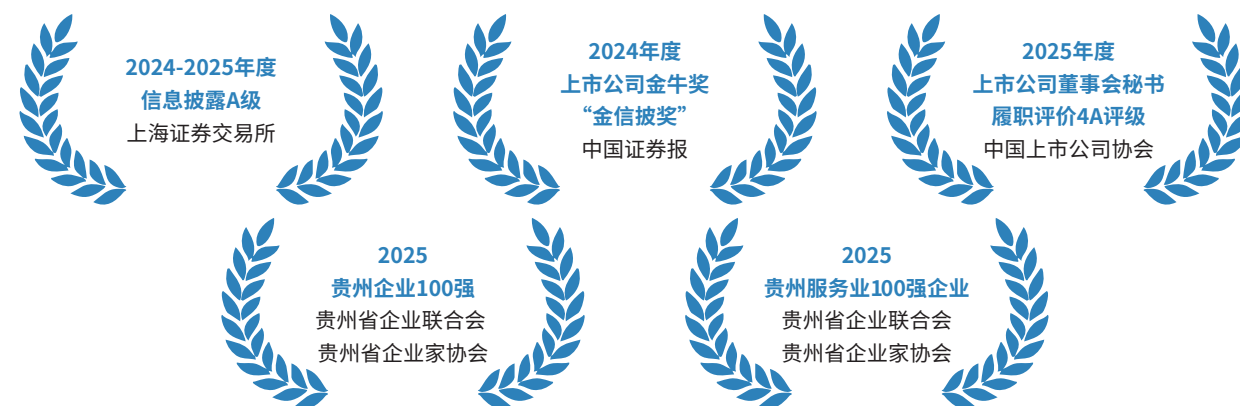 2024-2025年度
信息披露A级
上海证券交易所
2024年度
上市公司金牛奖
“金信披奖”
中国证券报
2025年度
上市公司董事会秘书
履职评价4A评级
中国上市公司协会
2025
贵州企业100强
贵州省企业联合会
贵州省企业家协会
2025
贵州服务业100强企业
贵州省企业联合会
贵州省企业家协会